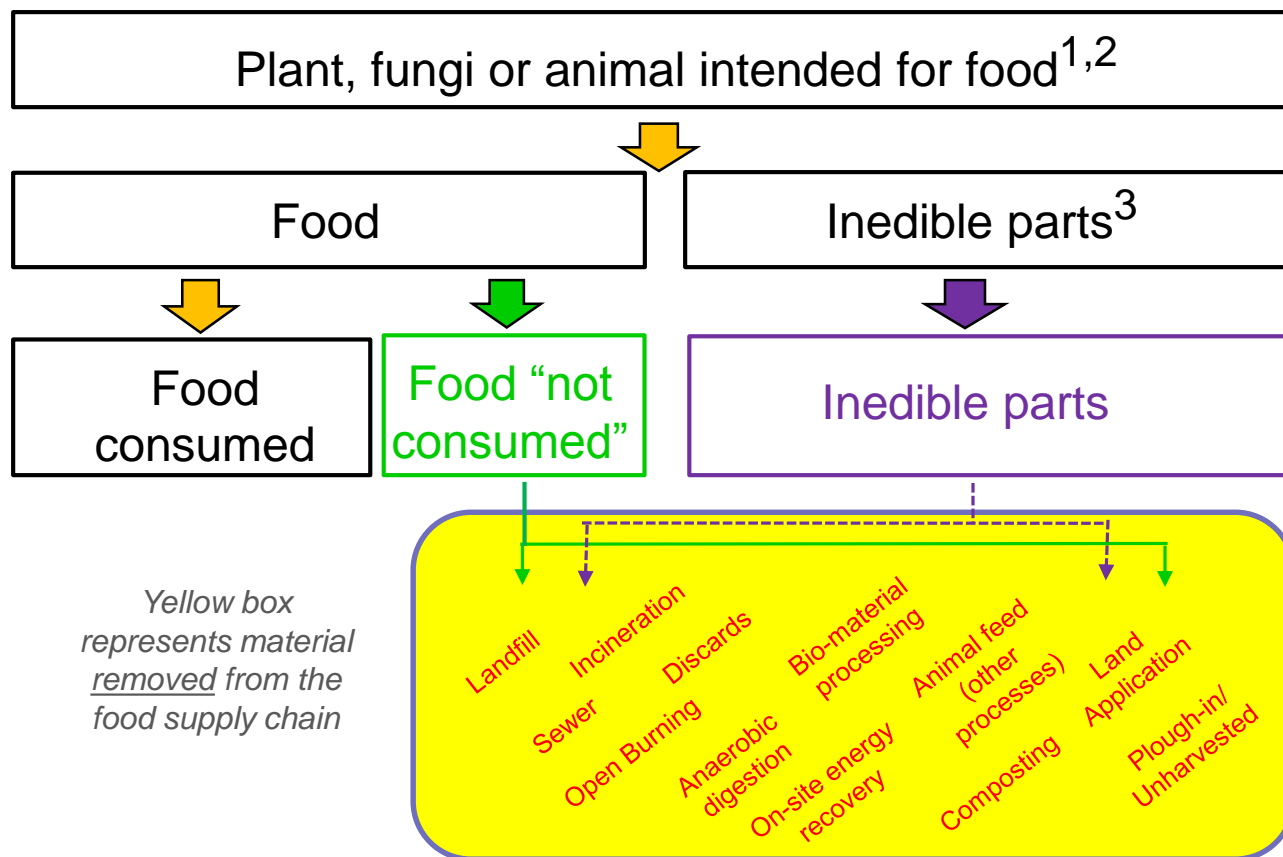 Plant, fungi or animal intended for food1,2
Food
Inedible parts3
Food
consumed
Food “not
consumed”
Inedible parts
Yellow box
represents material
removed from the
food supply chain
Landfill
Incineration
Sewer
Discards
Open Burning
Bio-material
processing
Anaerobic
digestion
Animal feed
(other
processes)
On-site energy
recovery
Land
Application
Composting
Plough-in/
Unharvested